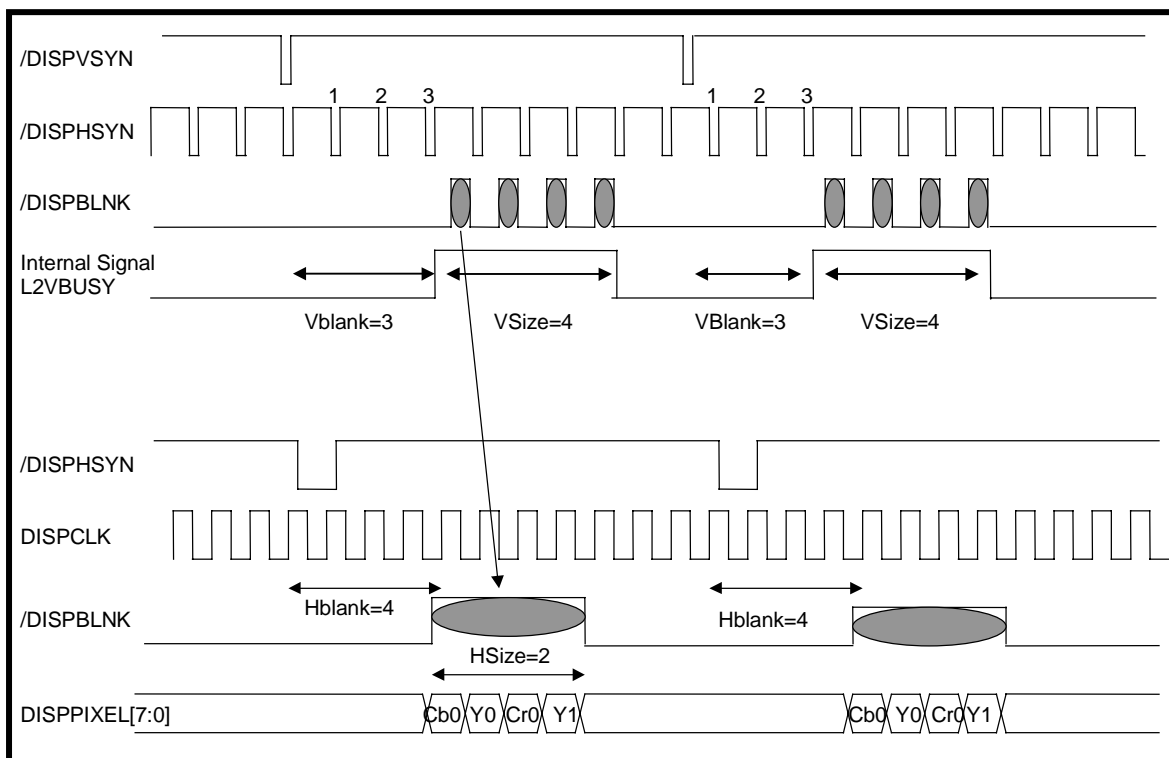 /DISPVSYN
1 2 3 1 2 3
/DISPHSYN
/DISPBLNK
Internal Signal
L2VBUSY
Vblank=3 VSize=4 VBlank=3 VSize=4
/DISPHSYN
DISPCLK
Hblank=4 Hblank=4
/DISPBLNK
HSize=2
DISPPIXEL[7:0] Cb0 Y0 Cr0 Y1 Cb0 Y0 Cr0 Y1